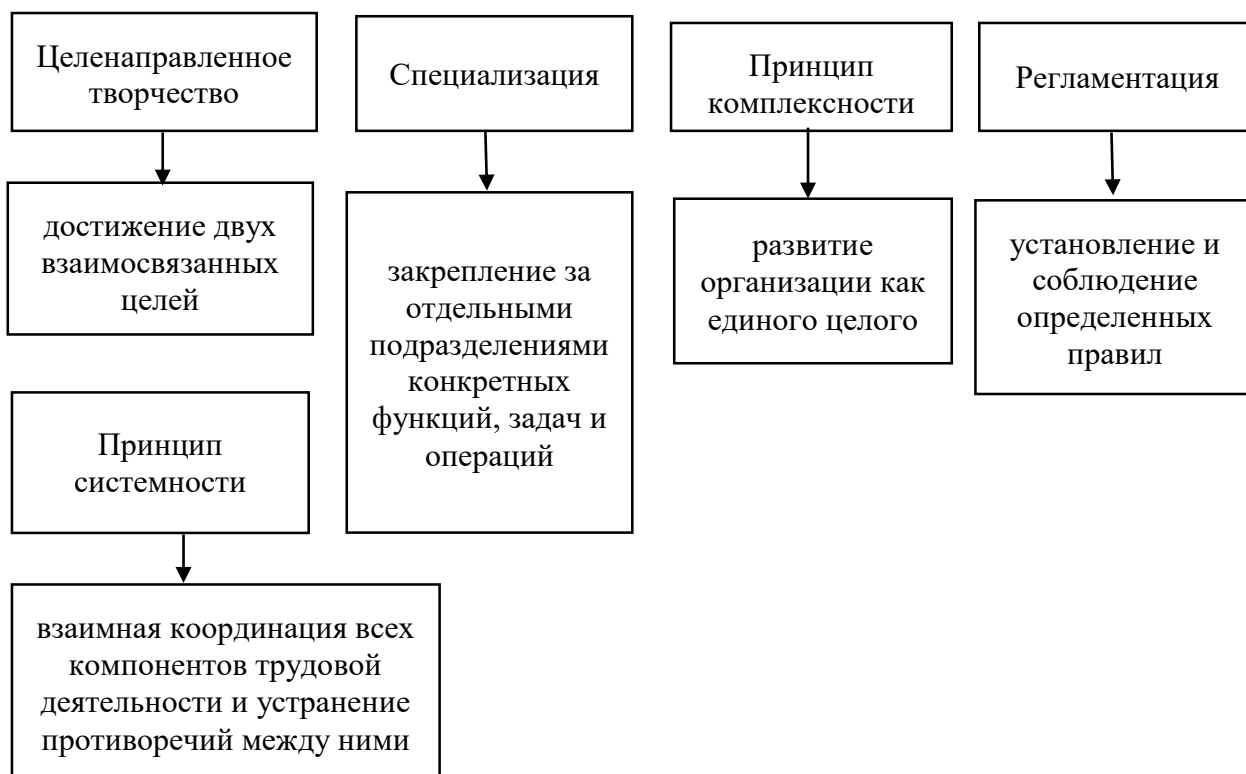 Целенаправленное
творчество
Специализация
Принцип
комплексности
Регламентация
достижение двух
взаимосвязанных
целей
закрепление за
отдельными
подразделениями
конкретных
функций, задач и
операций
развитие
организации как
единого целого
установление и
соблюдение
определенных
правил
Принцип
системности
взаимная координация всех
компонентов трудовой
деятельности и устранение
противоречий между ними